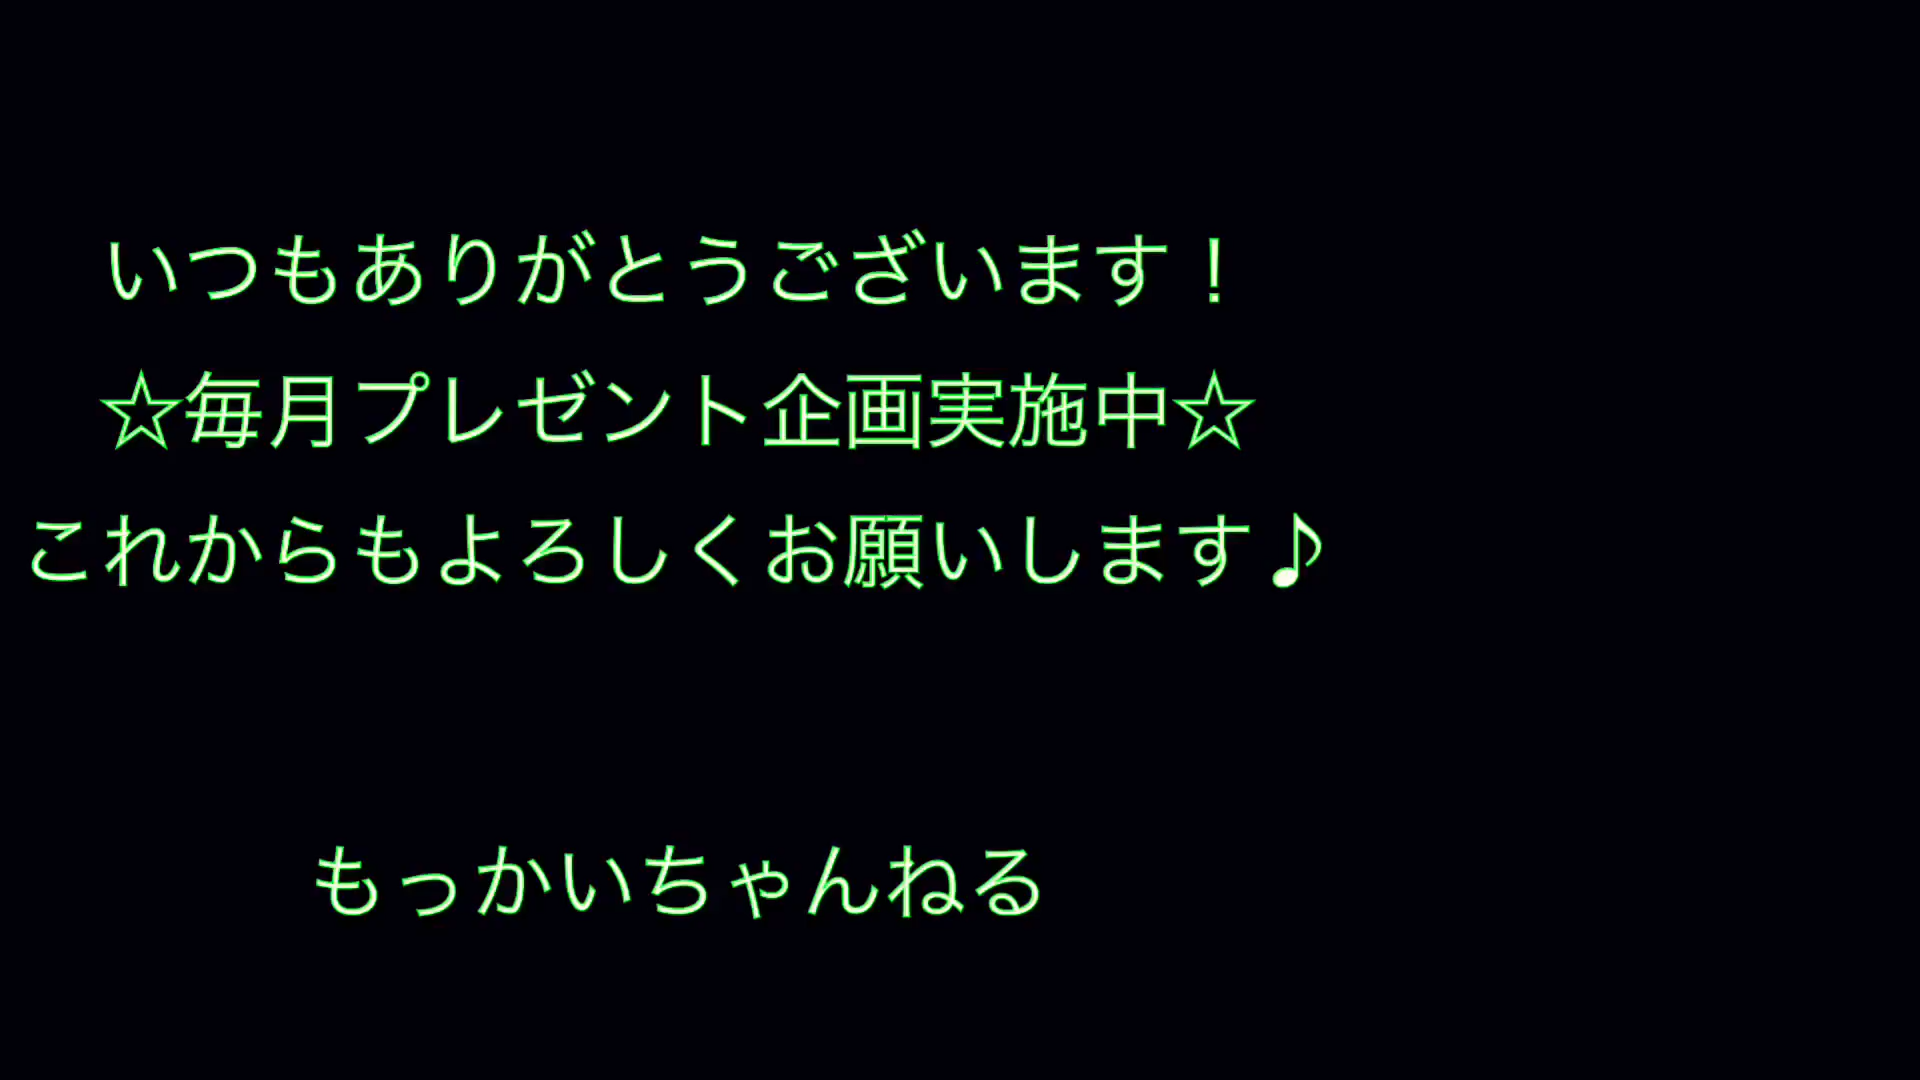 いつもありがとうございます！
☆毎月プレゼント企画実施中☆
これからもよろしくお願いします♪
もっかいちゃんねる